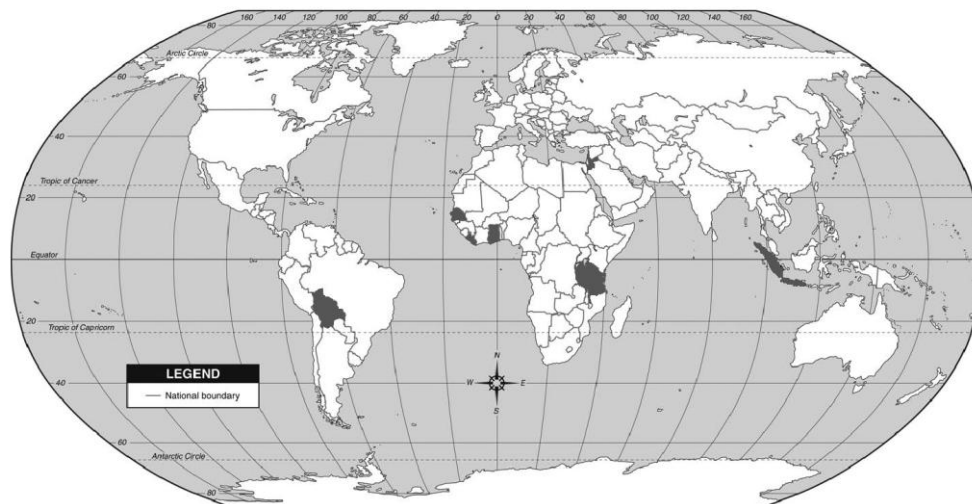 160 140 120 100 80 60 40 20 0 20 40 60 80 100 120 140 160
80 80
Arctic Circle
60
40
Tropic of Cancer
20
Equator
20
Tropic of Capricorn
LEGEND
National boundary
N
W E
S
40
60
Antarctic Circle
80 80